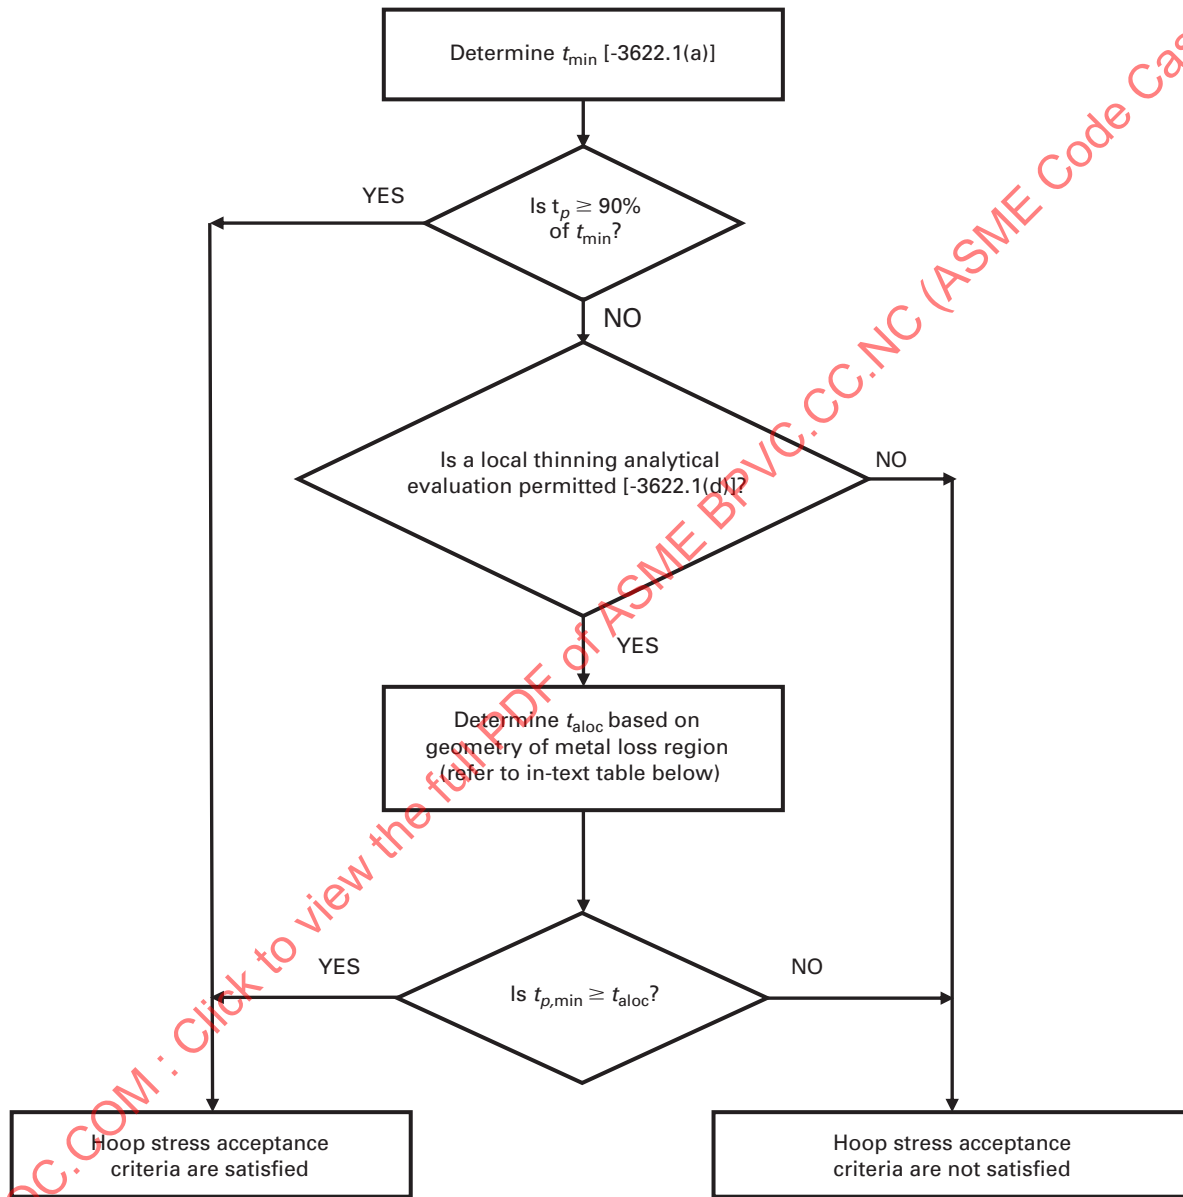 Determine tmin [-3622.1(a)]
YES
Is tp ≥ 90%
of tmin?
NO
Is a local thinning analytical
evaluation permitted [-3622.1(d)]?
NO
YES
Determine taloc based on
geometry of metal loss region
(refer to in-text table below)
YES
Is tp,min ≥ taloc?
NO
Hoop stress acceptance
criteria are satisfied
Hoop stress acceptance
criteria are not satisfied
OC.COM : Click to view the full PDF of ASME BPVC.CC.NC (ASME Code Cas